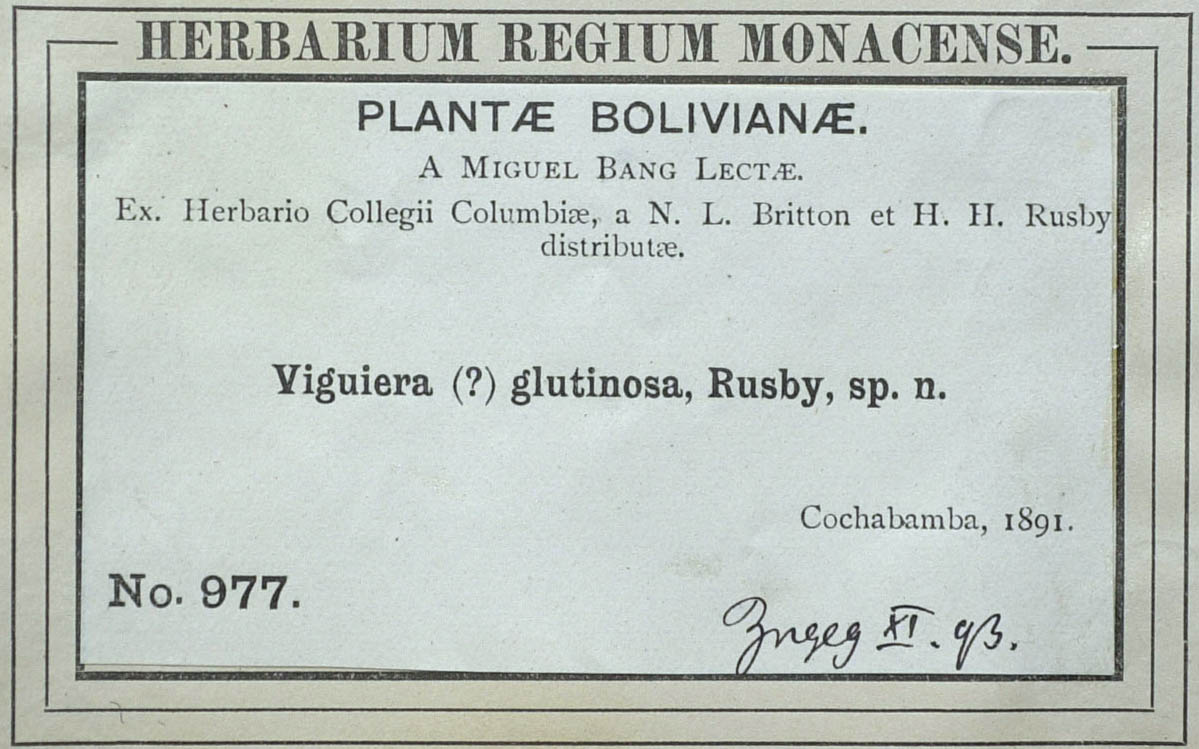 HERBARIUM REGIUM MONACENSE.
PLANTÆ BOLIVIANÆ.
A MIGUEL BANG LECTÆ.
Ex. Herbario Collegii Columbiæ, a N. L. Britton et H. H. Rusby
distributæ.
Viguiera (?) glutinosa, Rusby, sp. n.
Cochabamba, 1891.
No. 977.
XI. 93.